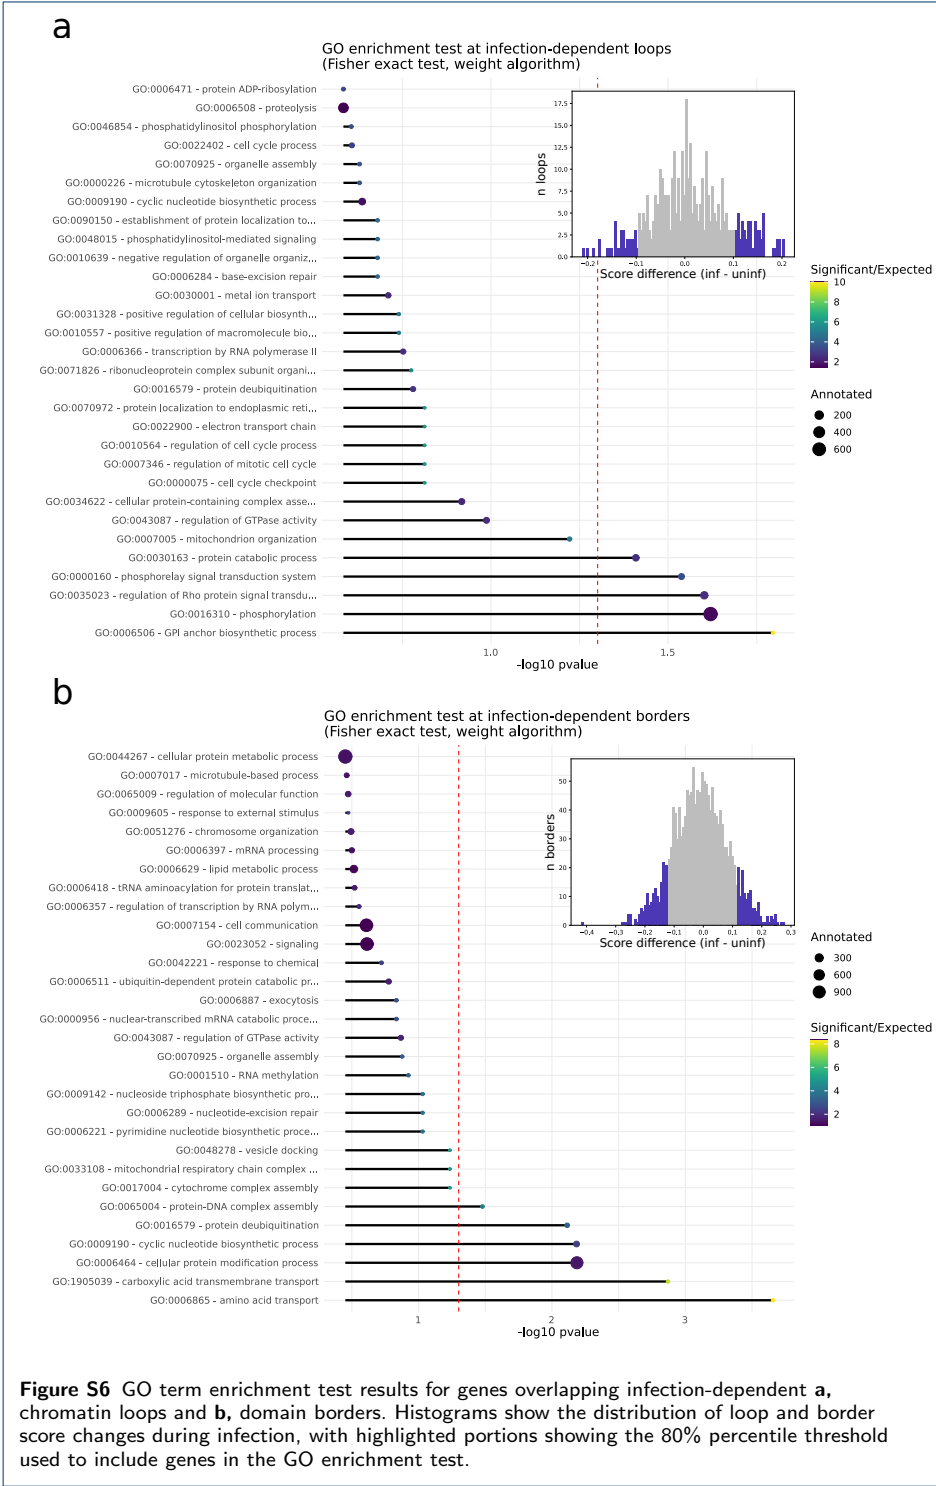 a
GO enrichment test at infection-dependent loops
(Fisher exact test, weight algorithm)
GO:0006471 - protein ADP-ribosylation
GO:0006508 - proteolysis
GO:0046854 - phosphatidylinositol phosphorylation
GO:0022402 - cell cycle process
GO:0070925 - organelle assembly
GO:0000226 - microtubule cytoskeleton organization
GO:0009190 - cyclic nucleotide biosynthetic process
GO:0090150 - establishment of protein localization to...
GO:0048015 - phosphatidylinositol-mediated signaling
GO:0010639 - negative regulation of organelle organiz...
GO:0006284 - base-excision repair
GO:0030001 - metal ion transport
GO:0031328 - positive regulation of cellular biosynth...
GO:0010557 - positive regulation of macromolecule bio...
GO:0006366 - transcription by RNA polymerase II
GO:0071826 - ribonucleoprotein complex subunit organi...
GO:0016579 - protein deubiquitination
GO:0070972 - protein localization to endoplasmic reti...
GO:0022900 - electron transport chain
GO:0010564 - regulation of cell cycle process
GO:0007346 - regulation of mitotic cell cycle
GO:0000075 - cell cycle checkpoint
GO:0034622 - cellular protein-containing complex asse...
GO:0043087 - regulation of GTPase activity
GO:0007005 - mitochondrion organization
GO:0030163 - protein catabolic process
GO:0000160 - phosphorelay signal transduction system
GO:0035023 - regulation of Rho protein signal transdu...
GO:0016310 - phosphorylation
GO:0006506 - GPI anchor biosynthetic process
1.0 1.5
-log10 pvalue
n loops
17.5
15.0
12.5
10.0
7.5
5.0
2.5
0.0
−0.2 −0.1 0.0 0.1 0.2
Score difference (inf - uninf)
Significant/Expected
10
8
6
4
2
Annotated
200
400
600
b
GO enrichment test at infection-dependent borders
(Fisher exact test, weight algorithm)
GO:0044267 - cellular protein metabolic process
GO:0007017 - microtubule-based process
GO:0065009 - regulation of molecular function
GO:0009605 - response to external stimulus
GO:0051276 - chromosome organization
GO:0006397 - mRNA processing
GO:0006629 - lipid metabolic process
GO:0006418 - tRNA aminoacylation for protein translat...
GO:0006357 - regulation of transcription by RNA polym...
GO:0007154 - cell communication
GO:0023052 - signaling
GO:0042221 - response to chemical
GO:0006511 - ubiquitin-dependent protein catabolic pr...
GO:0006887 - exocytosis
GO:0000956 - nuclear-transcribed mRNA catabolic proce...
GO:0043087 - regulation of GTPase activity
GO:0070925 - organelle assembly
GO:0001510 - RNA methylation
GO:0009142 - nucleoside triphosphate biosynthetic pro...
GO:0006289 - nucleotide-excision repair
GO:0006221 - pyrimidine nucleotide biosynthetic proce...
GO:0048278 - vesicle docking
GO:0033108 - mitochondrial respiratory chain complex ...
GO:0017004 - cytochrome complex assembly
GO:0065004 - protein-DNA complex assembly
GO:0016579 - protein deubiquitination
GO:0009190 - cyclic nucleotide biosynthetic process
GO:0006464 - cellular protein modification process
GO:1905039 - carboxylic acid transmembrane transport
GO:0006865 - amino acid transport
1 2 3
-log10 pvalue
n borders
50
40
30
20
10
0
−0.4 −0.3 −0.2 −0.1 0.0 0.1 0.2 0.3
Score difference (inf - uninf)
Annotated
300
600
900
Significant/Expected
8
6
4
2
Figure S6 GO term enrichment test results for genes overlapping infection-dependent a,
chromatin loops and b, domain borders. Histograms show the distribution of loop and border
score changes during infection, with highlighted portions showing the 80% percentile threshold
used to include genes in the GO enrichment test.